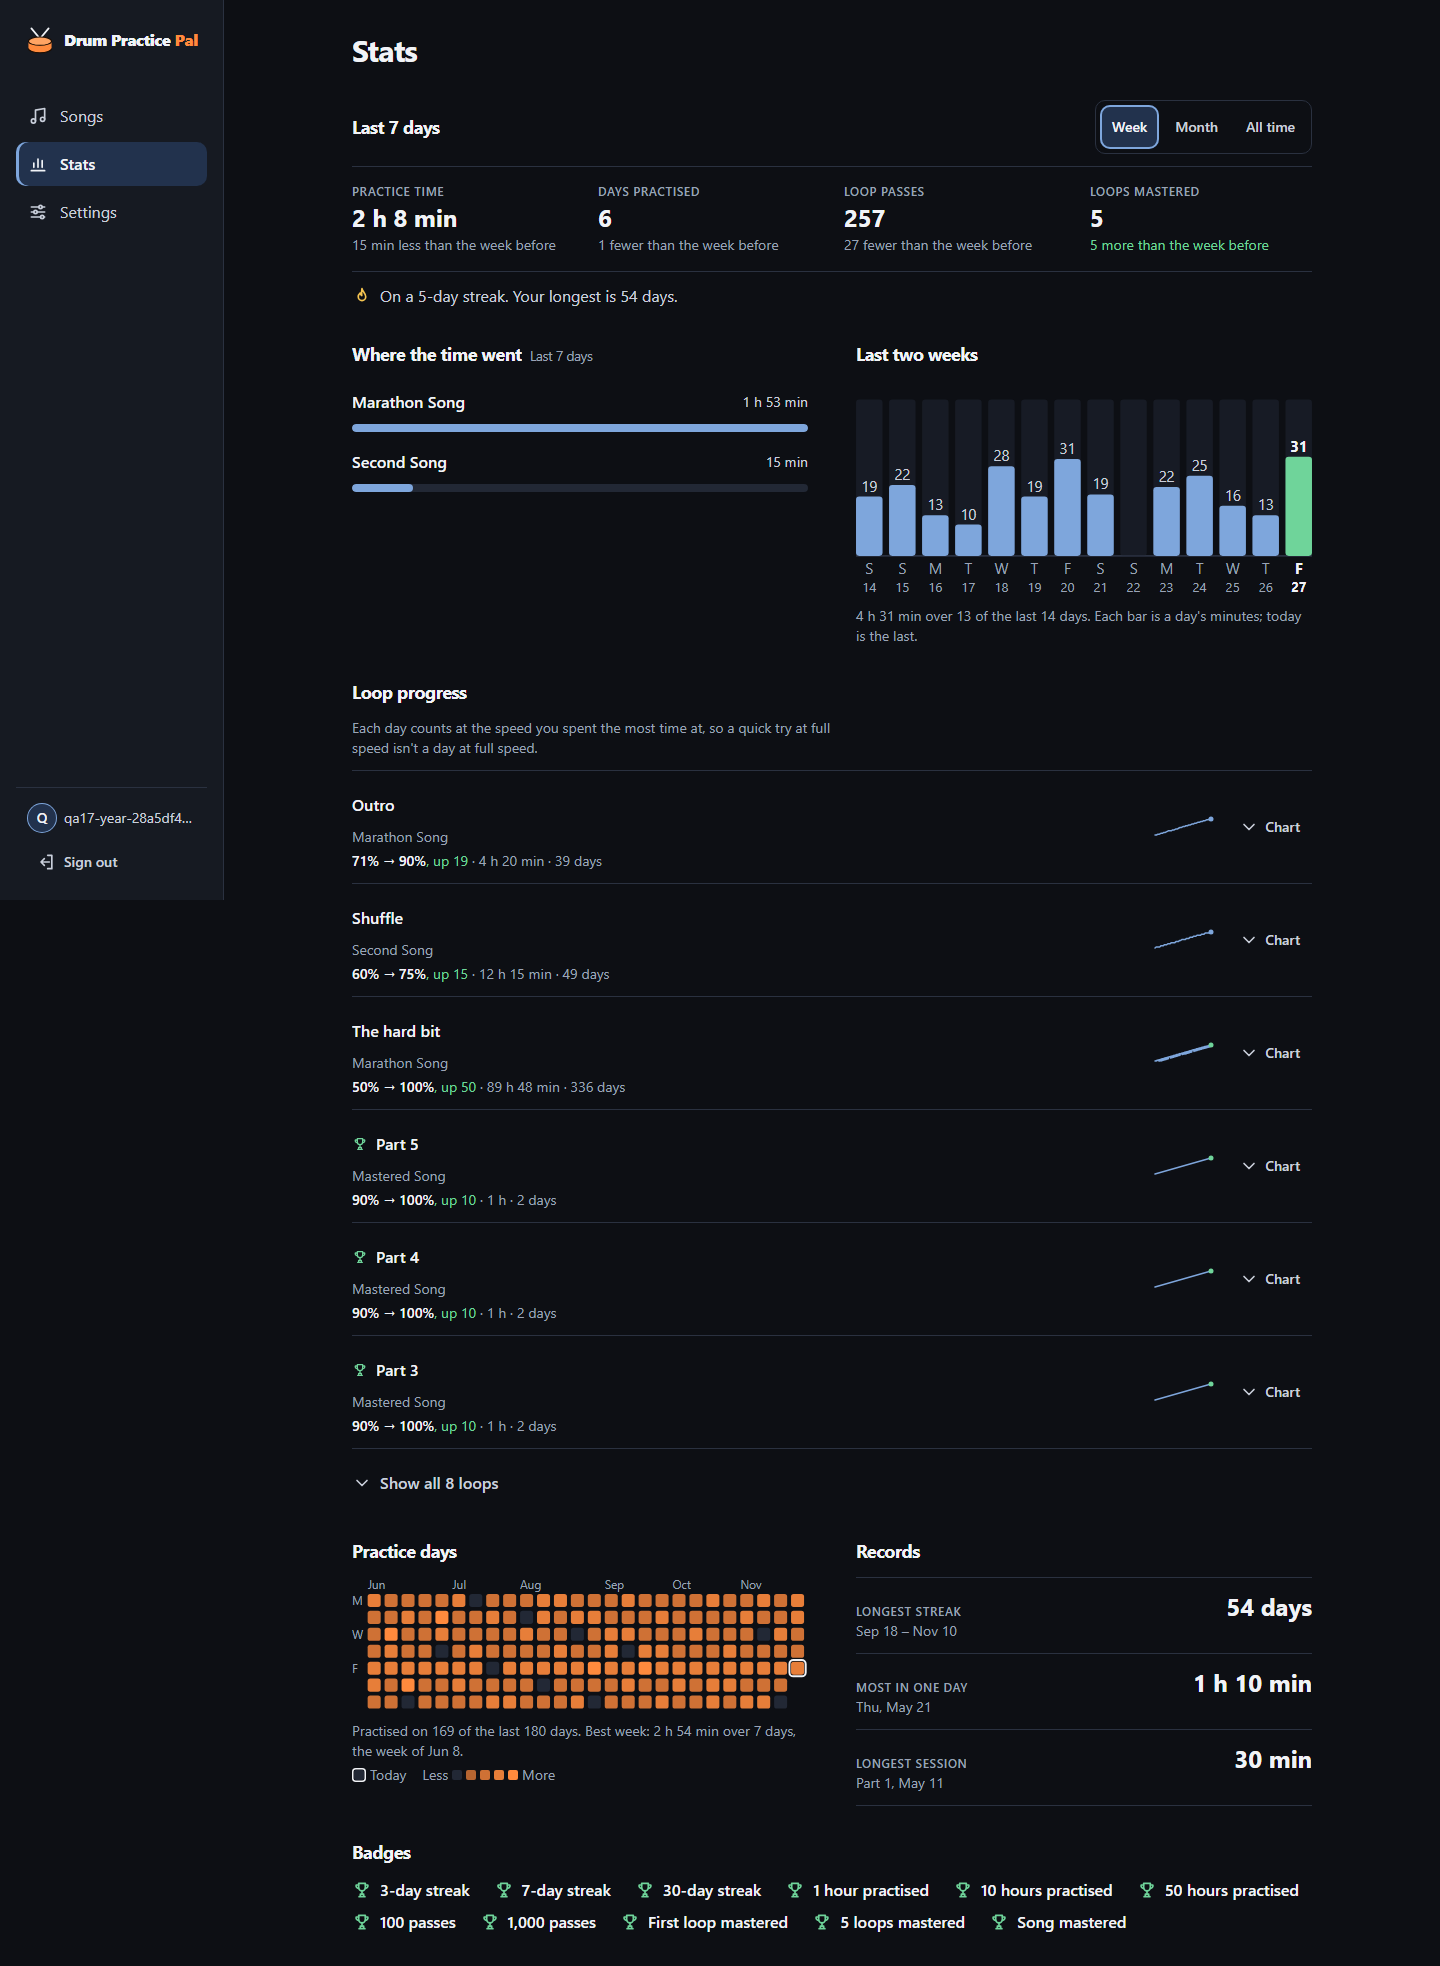 Drum Practice Pal
Songs
Stats
Settings
Q qa17-year-28a5df4...
Sign out
Stats
Last 7 days
Week Month All time
PRACTICE TIME
2 h 8 min
15 min less than the week before
DAYS PRACTISED
6
1 fewer than the week before
LOOP PASSES
257
27 fewer than the week before
LOOPS MASTERED
5
5 more than the week before
On a 5-day streak. Your longest is 54 days.
Where the time went Last 7 days
Marathon Song 1 h 53 min
Second Song 15 min
Last two weeks
19 22 13 10 28 19 31 19 22 25 16 13 31
S S M T W T F S S M T W T F
14 15 16 17 18 19 20 21 22 23 24 25 26 27
4 h 31 min over 13 of the last 14 days. Each bar is a day's minutes; today
is the last.
Loop progress
Each day counts at the speed you spent the most time at, so a quick try at full
speed isn't a day at full speed.
Outro
Marathon Song
71% → 90%, up 19 · 4 h 20 min · 39 days
Chart
Shuffle
Second Song
60% → 75%, up 15 · 12 h 15 min · 49 days
Chart
The hard bit
Marathon Song
50% → 100%, up 50 · 89 h 48 min · 336 days
Chart
Part 5
Mastered Song
90% → 100%, up 10 · 1 h · 2 days
Chart
Part 4
Mastered Song
90% → 100%, up 10 · 1 h · 2 days
Chart
Part 3
Mastered Song
90% → 100%, up 10 · 1 h · 2 days
Chart
Show all 8 loops
Practice days
Jun Jul Aug Sep Oct Nov
M
W
F
Practised on 169 of the last 180 days. Best week: 2 h 54 min over 7 days,
the week of Jun 8.
Today Less More
Records
LONGEST STREAK
Sep 18 – Nov 10
54 days
MOST IN ONE DAY
Thu, May 21
1 h 10 min
LONGEST SESSION
Part 1, May 11
30 min
Badges
3-day streak 7-day streak 30-day streak 1 hour practised 10 hours practised 50 hours practised
100 passes 1,000 passes First loop mastered 5 loops mastered Song mastered